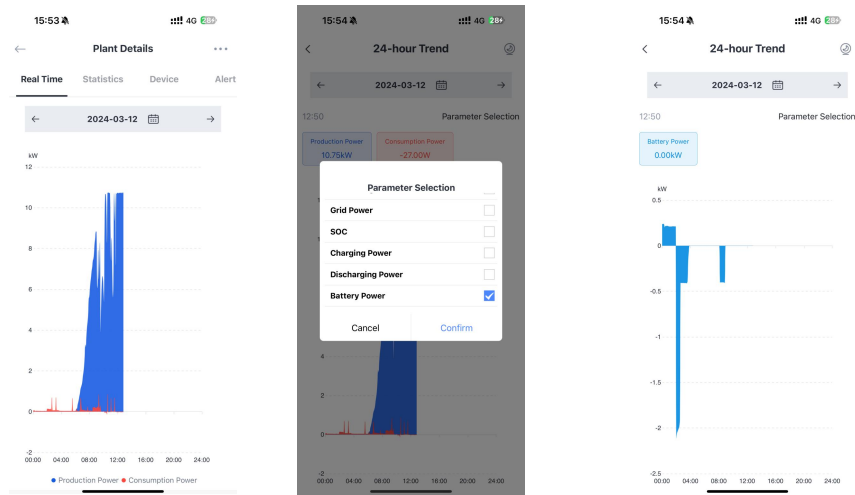 15:53
4G 28
Plant Details
Real Time Statistics Device Alert
2024-03-12
kW
12
10
8
6
4
2
0
-2
00:00 04:00 08:00 12:00 16:00 20:00 24:00
Production Power Consumption Power
15:54
4G 28
24-hour Trend
2024-03-12
12:50 Parameter Selection
Production Power
10.75kW
Consumption Power
-27.00W
Parameter Selection
Grid Power
SOC
Charging Power
Discharging Power
Battery Power
Cancel Confirm
4
2
0
-2
00:00 04:00 08:00 12:00 16:00 20:00 24:00
15:54
4G 28
24-hour Trend
2024-03-12
12:50 Parameter Selection
Battery Power
0.00kW
kW
0.5
0
-0.5
-1
-1.5
-2
-2.5
00:00 04:00 08:00 12:00 16:00 20:00 24:00